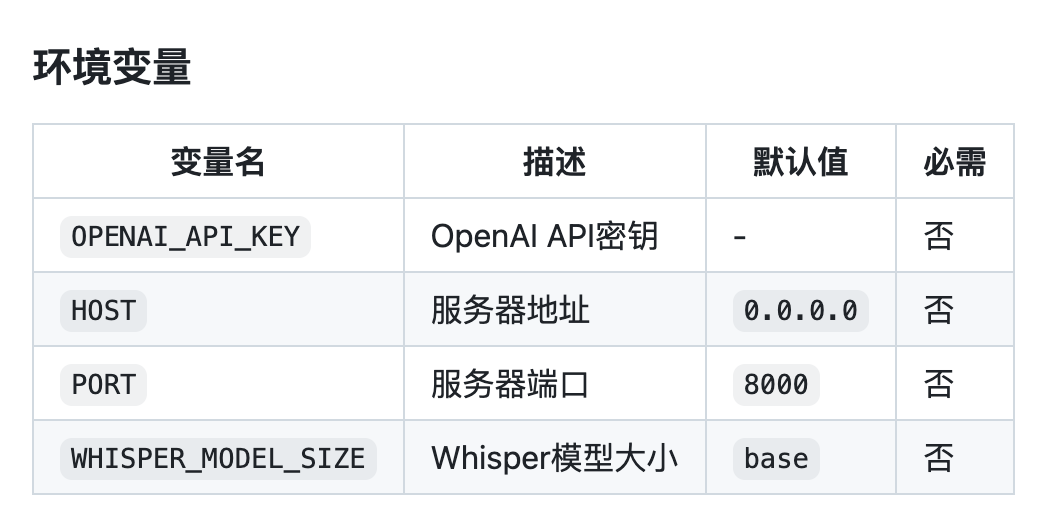 环境变量
变量名 描述 默认值 必需
OPENAI_API_KEY OpenAI API密钥 - 否
HOST 服务器地址 0.0.0.0 否
PORT 服务器端口 8000 否
WHISPER_MODEL_SIZE Whisper模型大小 base 否